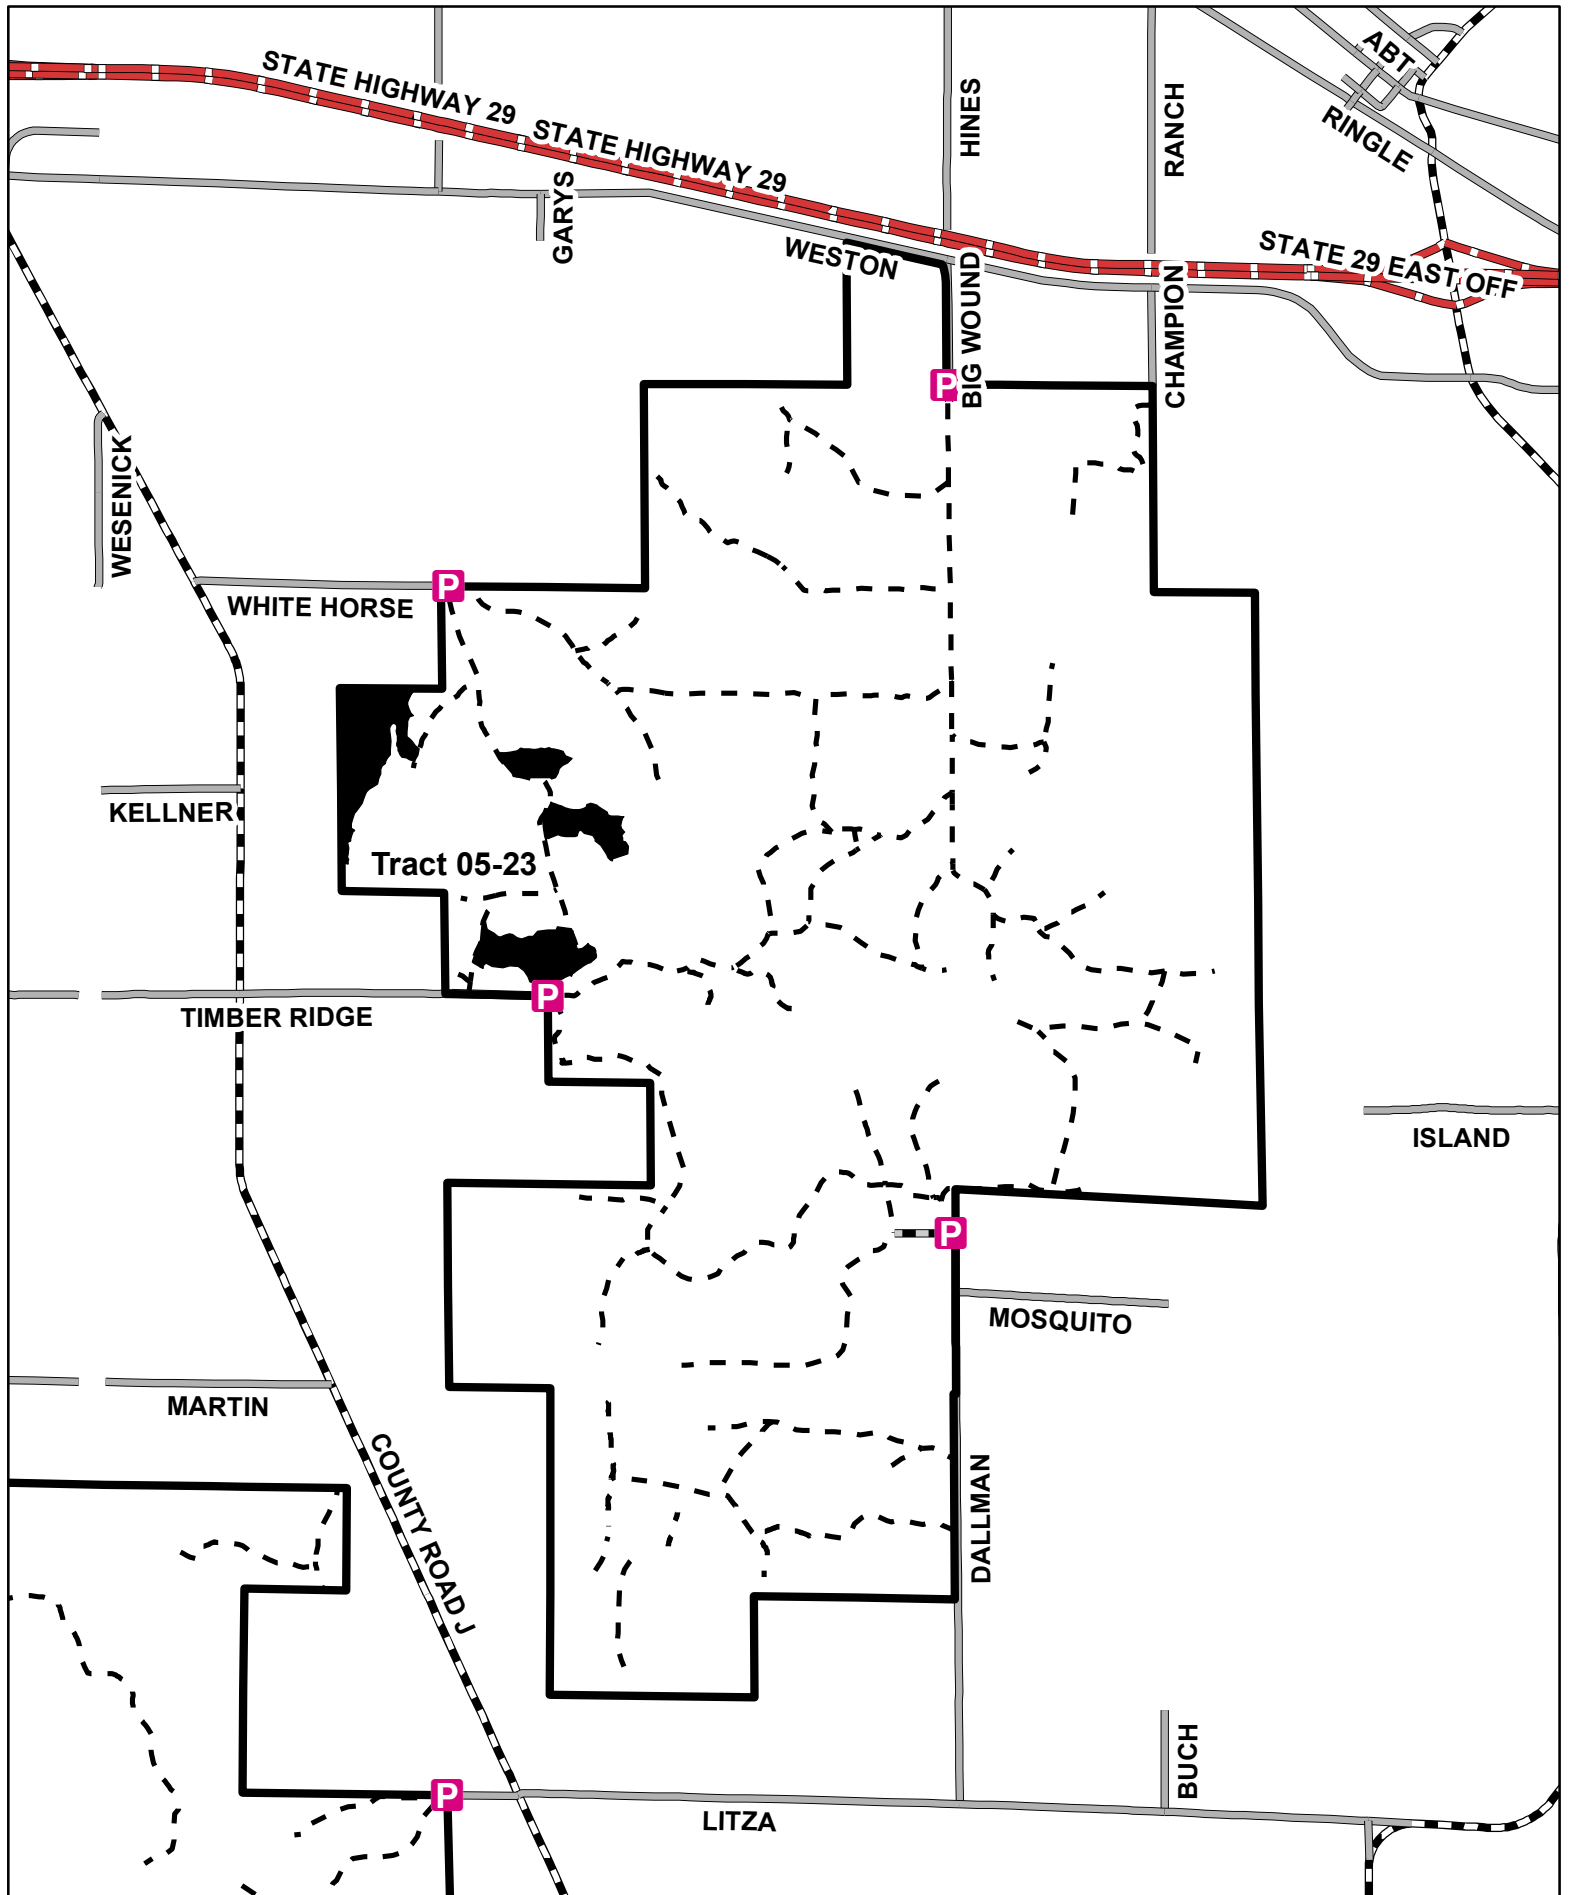 ABT
STATE HIGHWAY 29
STATE HIGHWAY 29
HINES
RANCH
RINGLE
GARYS
WESTON
STATE 29 EAST OFF
BIG WOUND
CHAMPION
P
WESENICK
P
WHITE HORSE
KELLNER
Tract 05-23
P
TIMBER RIDGE
ISLAND
P
MOSQUITO
MARTIN
COUNTY ROAD J
DALLMAN
BUCH
P
LITZA